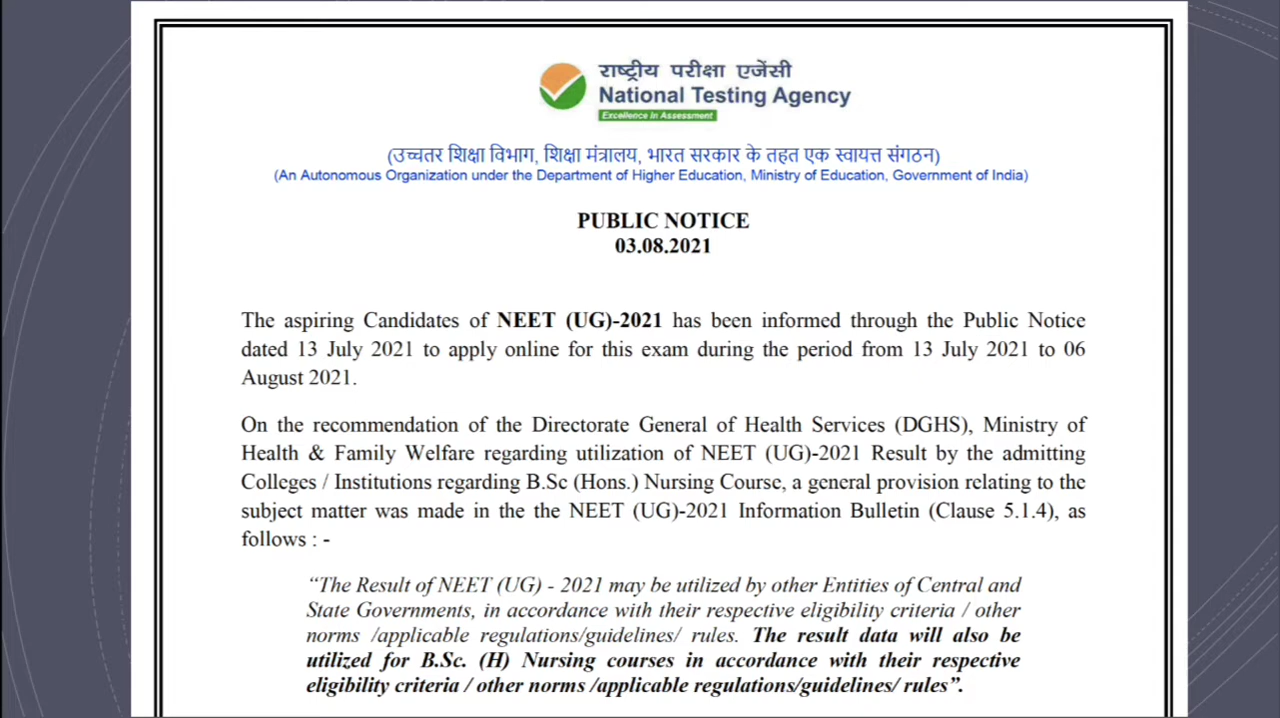 राष्ट्रीय परीक्षा एजेंसी
National Testing Agency
Excellence in Assessment
(उच्चतर शिक्षा विभाग, शिक्षा मंत्रालय, भारत सरकार के तहत एक स्वायत्त संगठन)
(An Autonomous Organization under the Department of Higher Education, Ministry of Education, Government of India)
PUBLIC NOTICE
03.08.2021
The aspiring Candidates of NEET (UG)-2021 has been informed through the Public Notice
dated 13 July 2021 to apply online for this exam during the period from 13 July 2021 to 06
August 2021.
On the recommendation of the Directorate General of Health Services (DGHS), Ministry of
Health & Family Welfare regarding utilization of NEET (UG)-2021 Result by the admitting
Colleges / Institutions regarding B.Sc (Hons.) Nursing Course, a general provision relating to the
subject matter was made in the the NEET (UG)-2021 Information Bulletin (Clause 5.1.4), as
follows : -
“The Result of NEET (UG) - 2021 may be utilized by other Entities of Central and
State Governments, in accordance with their respective eligibility criteria / other
norms /applicable regulations/guidelines/ rules. The result data will also be
utilized for B.Sc. (H) Nursing courses in accordance with their respective
eligibility criteria / other norms /applicable regulations/guidelines/ rules”.